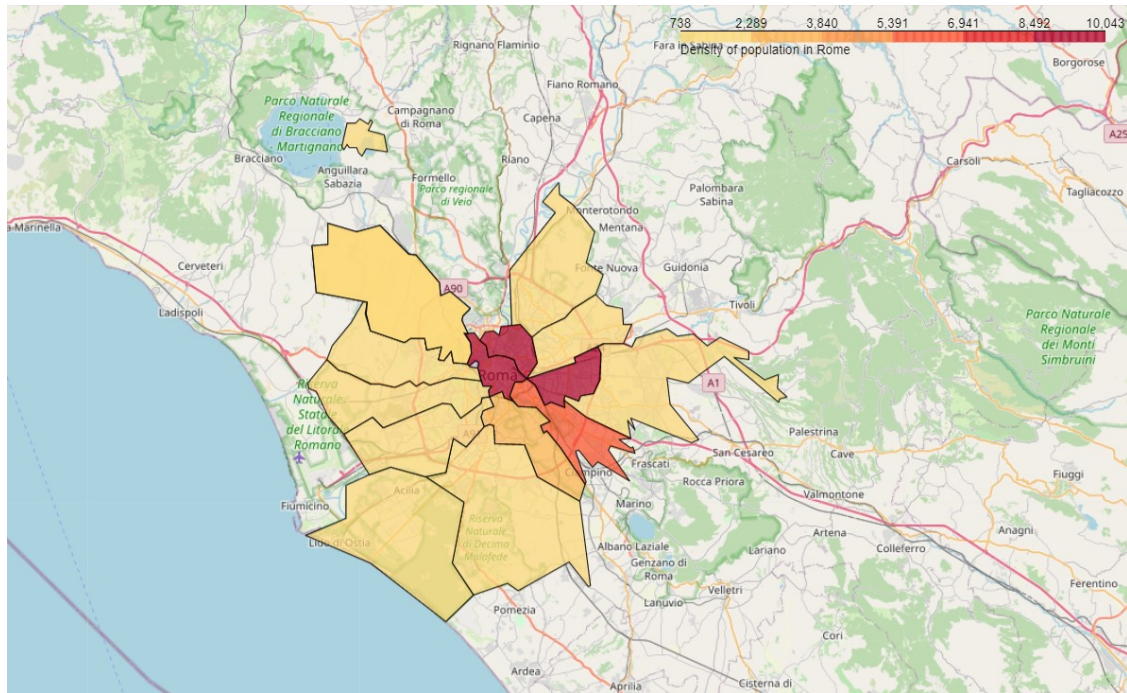 738 2,289 3,840 5,391 6,941 8,492 10,043
Density of population in Rome
Rignano Flaminio
Fara in Sabina
Borgorose
Fiano Romano
Parco Naturale
Regionale
di Bracciano
Martignano
Campagnano
di Roma
Capena
A25
Bracciano
Riano
Carsoli
Anguillara
Sabazia
Formello
Parco regionale
di Veio
Palombara
Sabina
Tagliacozzo
Monterotondo
Mentana
a Marinella
Cerveteri
Fonte Nuova
Guidonia
A90
Tivoli
Ladispoli
Parco Naturale
Regionale
dei Monti
Simbruini
Roma
A1
Riserva
Naturale
Statale
del Litorale
Romano
Palestrina
San Cesareo
Cave
Frascati
Ciampino
Rocca Priora
Fiuggi
Acilia
Valmontone
Fiumicino
Marino
Riserva
Naturale
di Decima
Malafede
Artena
Anagni
Lido di Ostia
Albano Laziale
Lariano
Colleferro
Genzano di
Roma
Velletri
Ferentino
Lanuvio
Pomezia
Cori
Ardea
Aprilia
Cisterna di